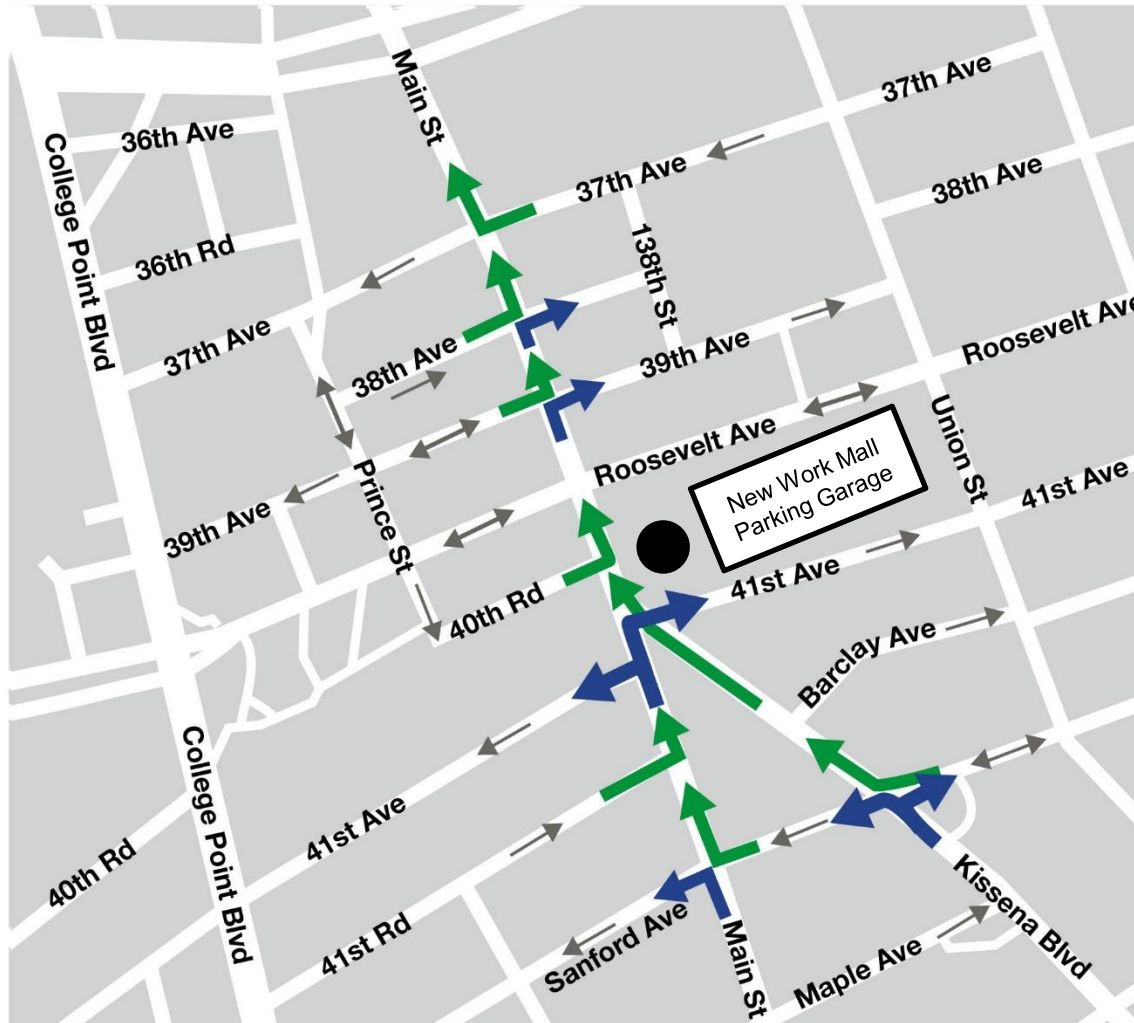 Main St
37th Ave
36th Ave
College Point Blvd
37th Ave
38th Ave
36th Rd
138th St
37th Ave
38th Ave
39th Ave
Roosevelt Ave
Roosevelt Ave
Union St
New Work Mall
Parking Garage
39th Ave
Prince St
41st Ave
41st Ave
40th Rd
Barclay Ave
College Point Blvd
41st Ave
40th Rd
41st Rd
Sanford Ave
Main St
Kissena Blvd
Maple Ave